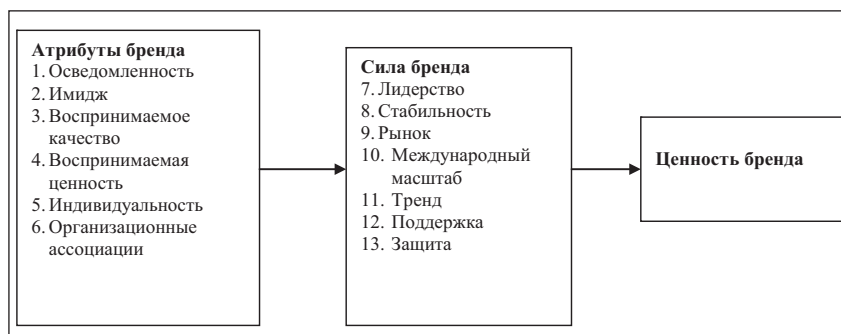 Атрибуты бренда
1. Осведомленность
2. Имидж
3. Воспринимаемое
качество
4. Воспринимаемая
ценность
5. Индивидуальность
6. Организационные
ассоциации
Сила бренда
7. Лидерство
8. Стабильность
9. Рынок
10. Международный
масштаб
11. Тренд
12. Поддержка
13. Защита
Ценность бренда